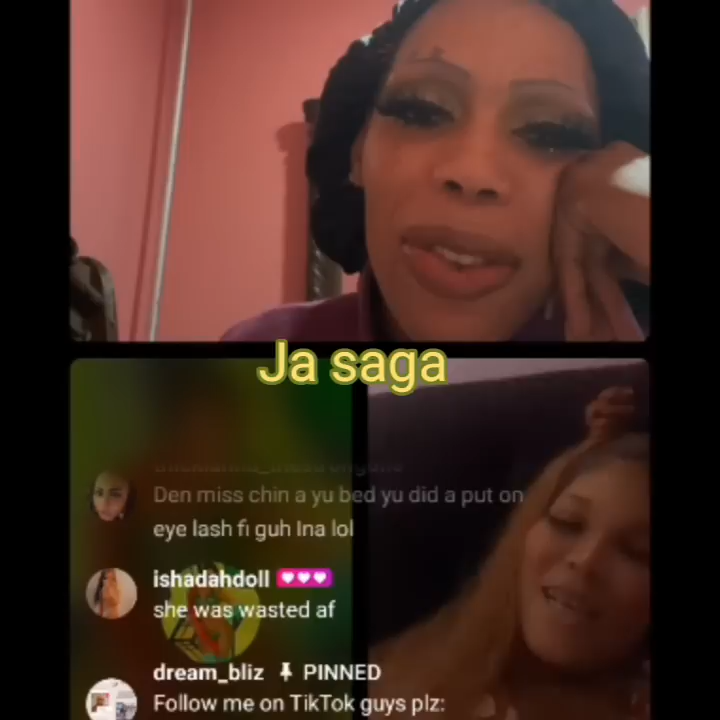 Ja saga
Den miss chin a yu bed yu did a put on
eye lash fi guh Ina lol
ishadahdoll
she was wasted af
dream_bliz PINNED
Follow me on TikTok guys plz: